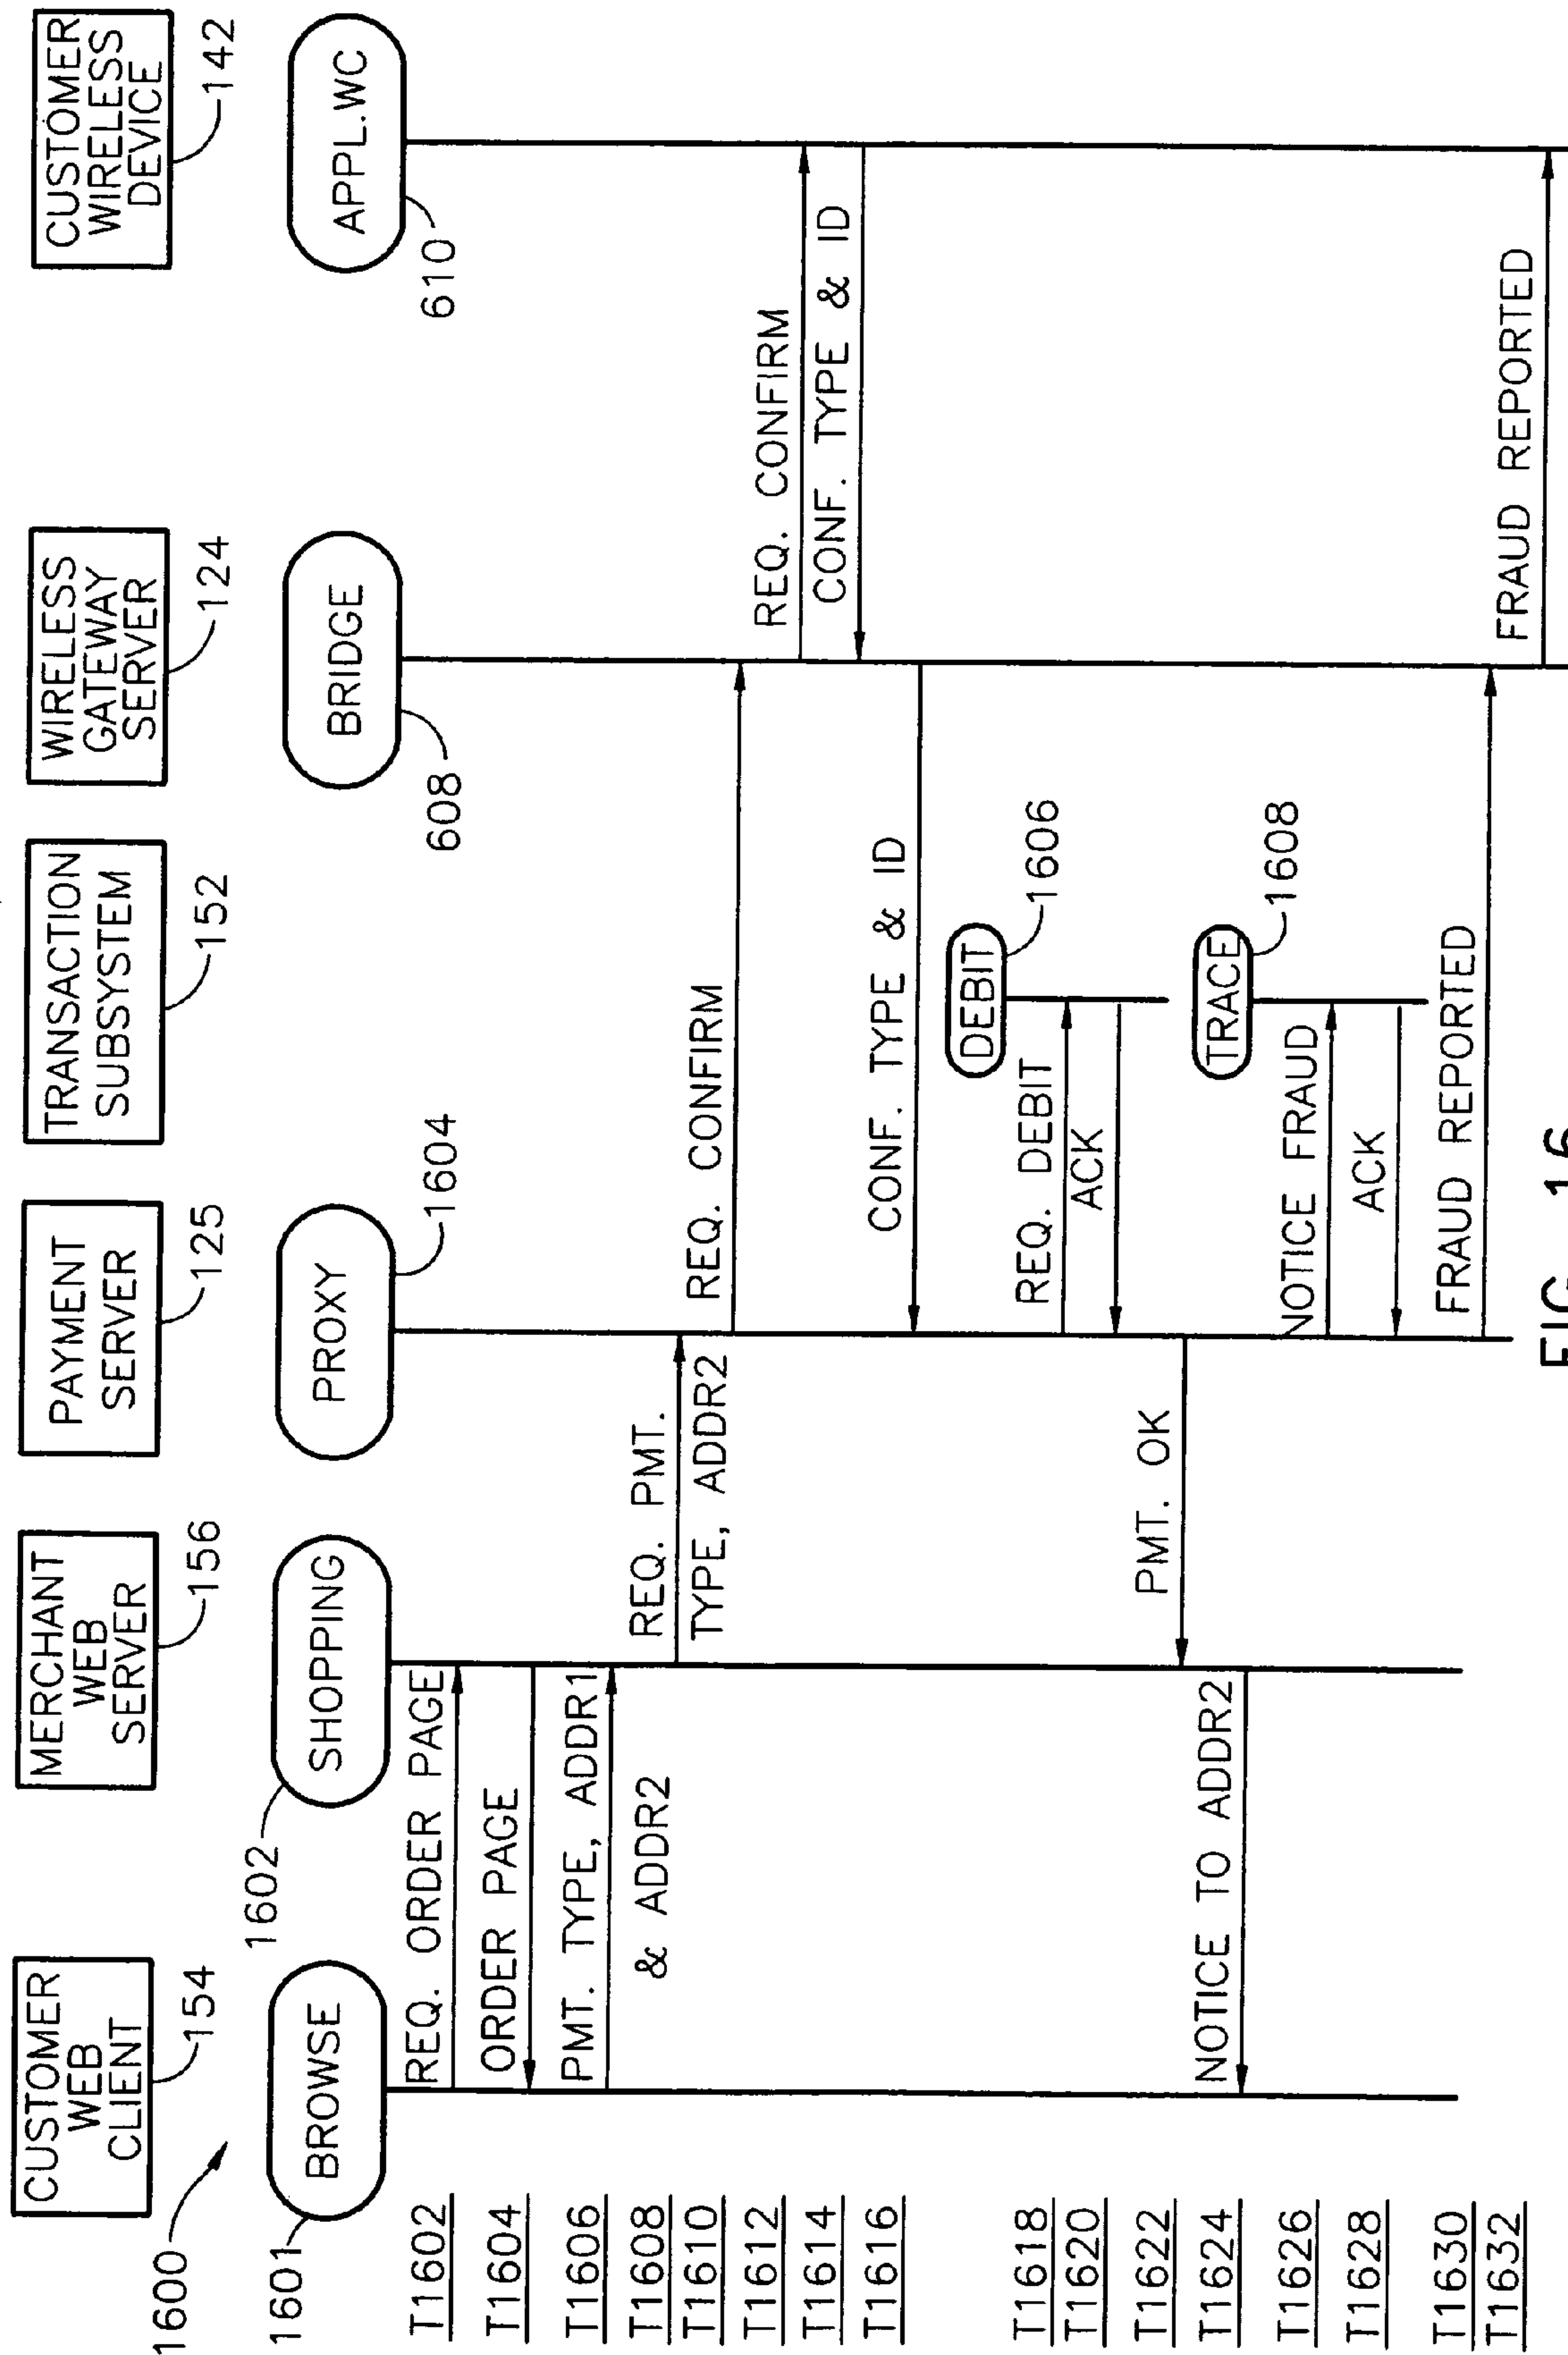 CUSTOMER
WEB
CLIENT
154
MERCHANT
WEB
SERVER
156
PAYMENT
SERVER
125
TRANSACTION
SUBSYSTEM
152
WIRELESS
GATEWAY
SERVER
124
CUSTOMER
WIRELESS
DEVICE
142
1600
1601
BROWSE
1602
SHOPPING
PROXY
1604
BRIDGE
608
APPL.WC
610
T1602
REQ. ORDER PAGE
T1604
ORDER PAGE
T1606
PMT. TYPE, ADDR1
& ADDR2
T1608
REQ. PMT.
TYPE, ADDR2
T1610
REQ. CONFIRM
T1612
REQ. CONFIRM
T1614
CONF. TYPE & ID
T1616
CONF. TYPE & ID
DEBIT
1606
T1618
REQ. DEBIT
T1620
ACK
T1622
PMT. OK
T1624
NOTICE TO ADDR2
TRACE
1608
T1626
NOTICE FRAUD
T1628
ACK
T1630
FRAUD REPORTED
T1632
FRAUD REPORTED
FIG. 16